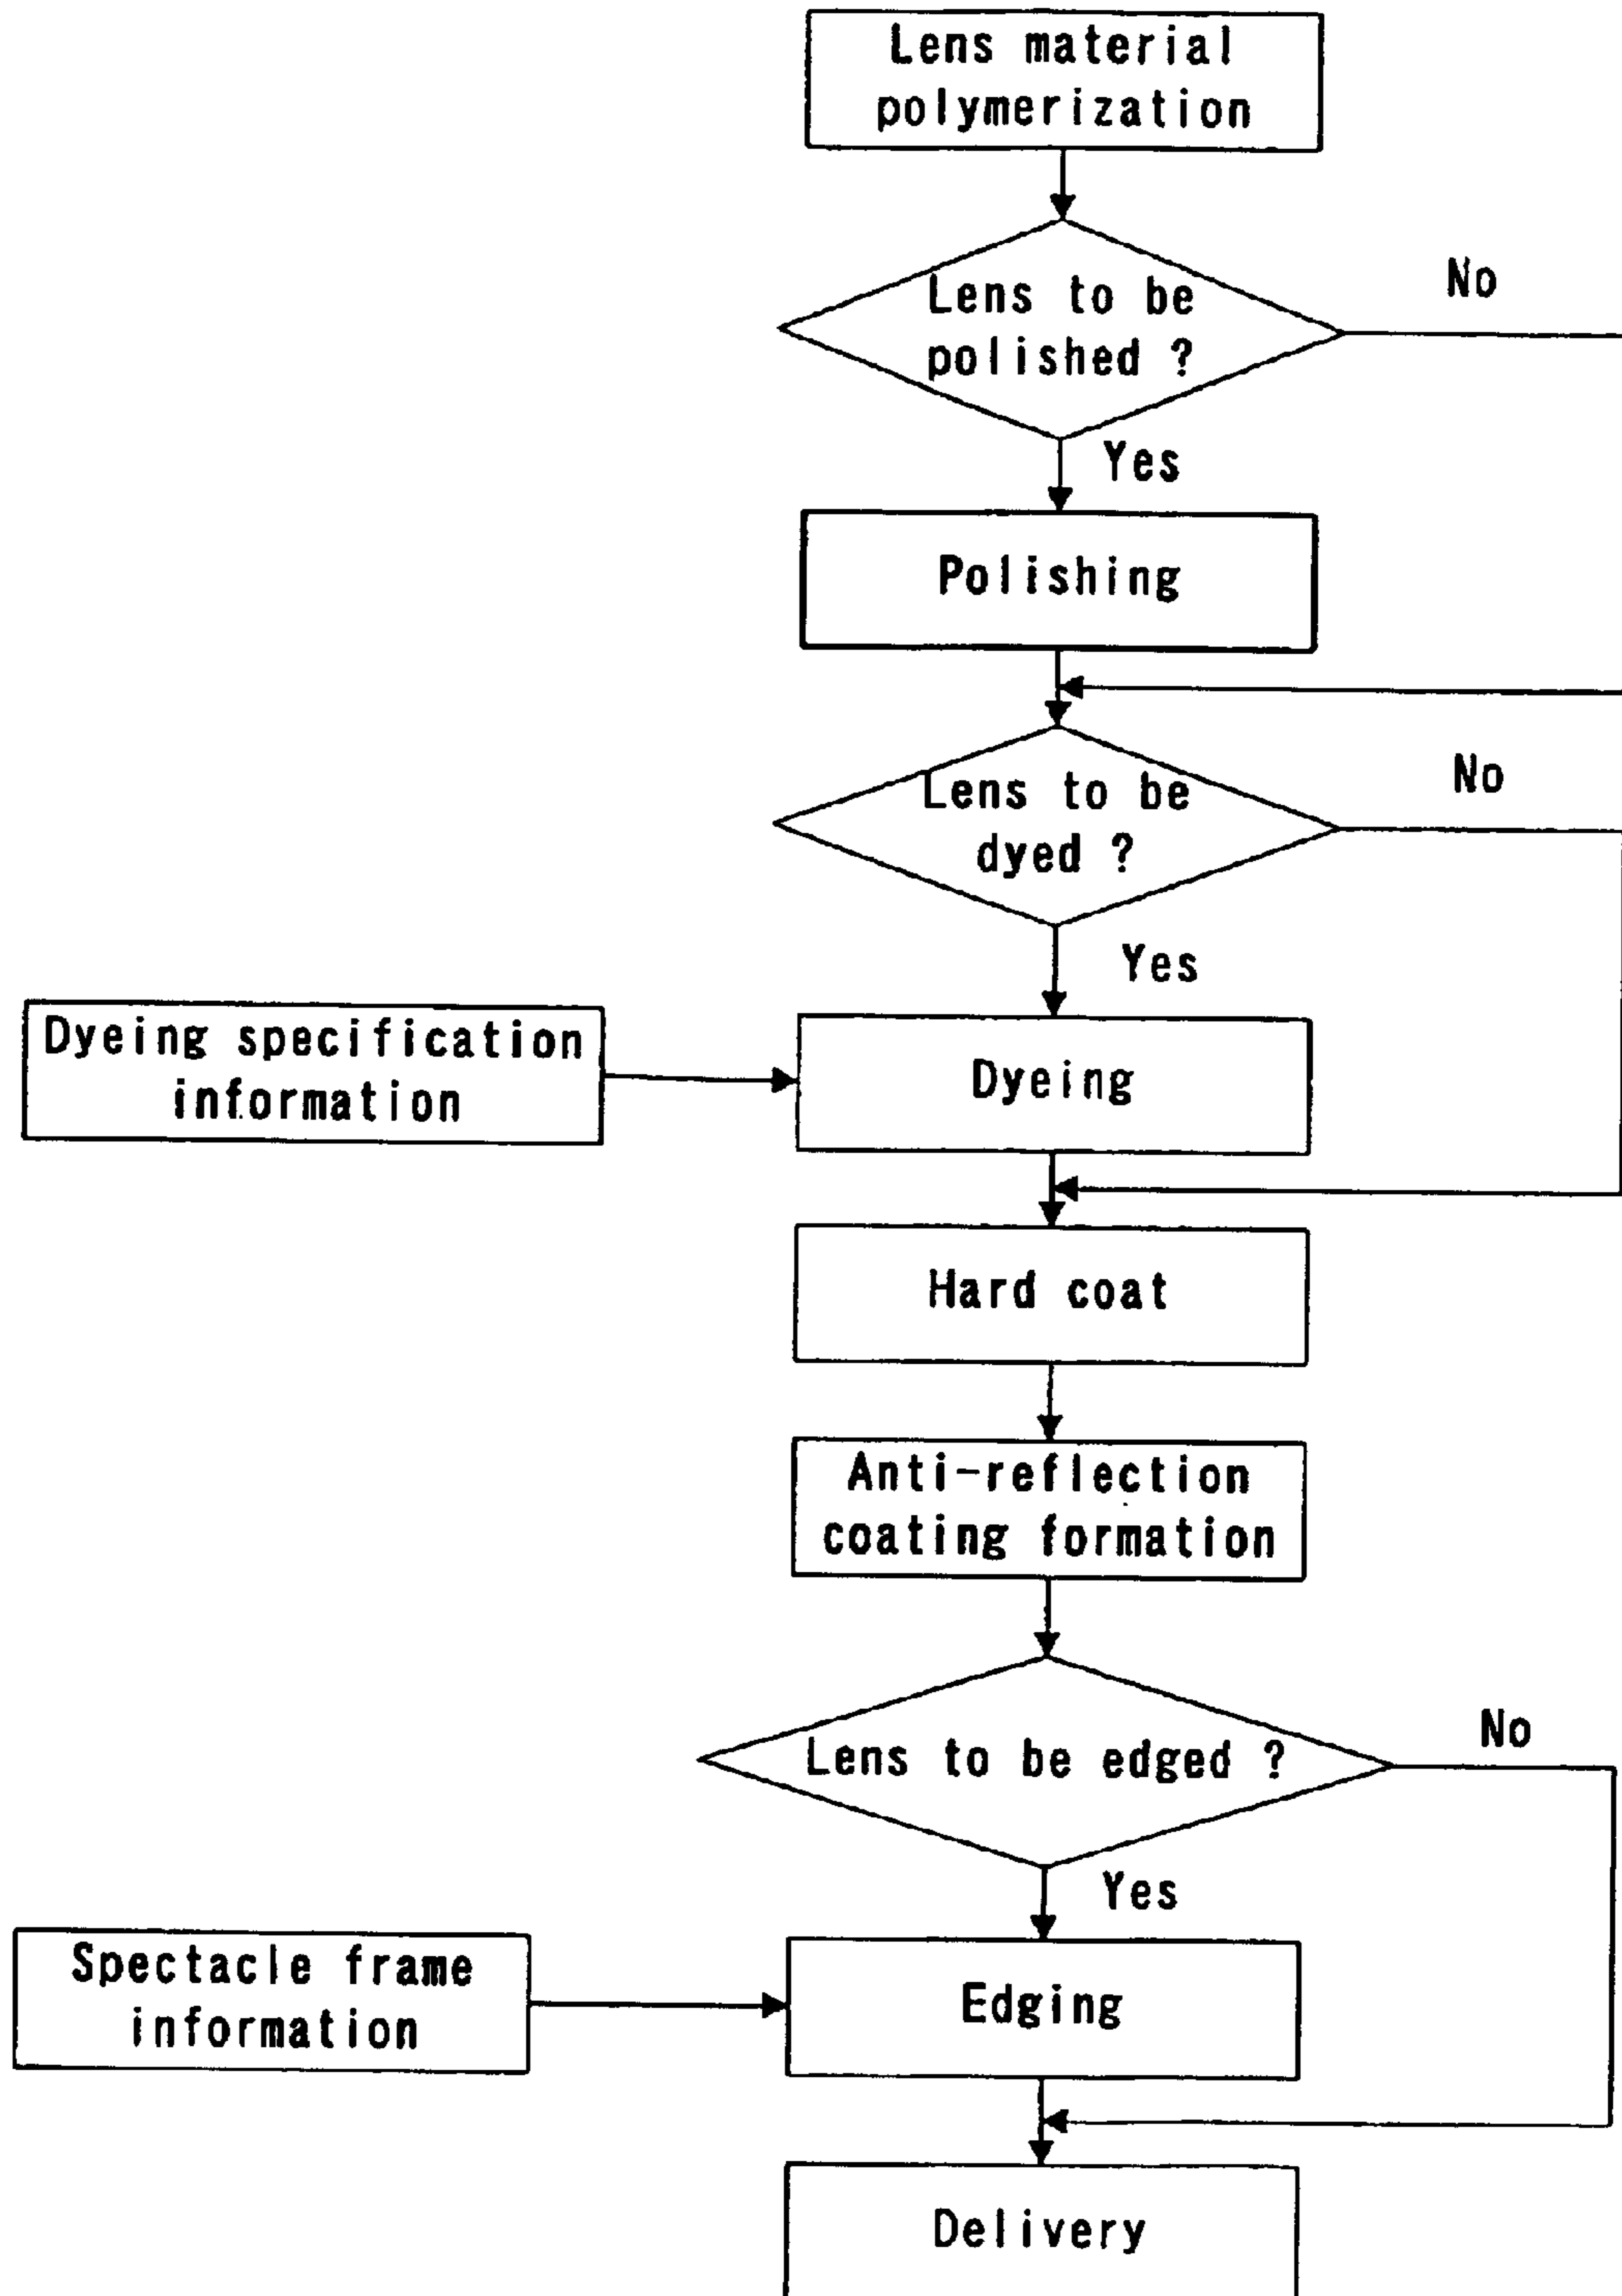 Lens material
polymerization
Lens to be
polished ?
No
Yes
Polishing
Lens to be
dyed ?
No
Yes
Dyeing specification
information
Dyeing
Hard coat
Anti-reflection
coating formation
Lens to be edged ?
No
Yes
Spectacle frame
information
Edging
Delivery